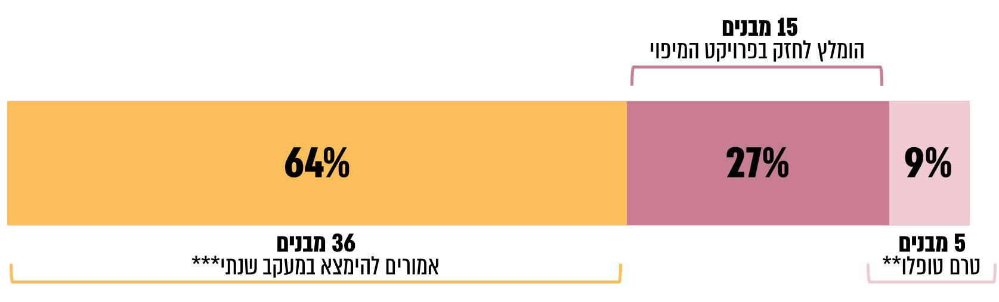 15 מבנים
הומלץ לחזק בפרויקט המיפוי
9%
27%
64%
5 מבנים
טרם טופלו**
36 מבנים
אמורים להימצא במעקב שנתי***